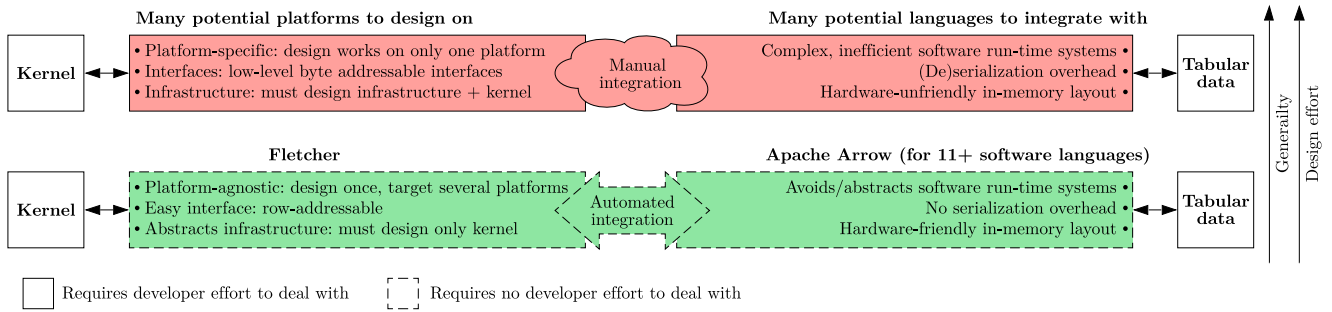 Many potential platforms to design on
Many potential languages to integrate with
Kernel
• Platform-specific: design works on only one platform
• Interfaces: low-level byte addressable interfaces
• Infrastructure: must design infrastructure + kernel
Manual
integration
Complex, inefficient software run-time systems •
(De)serialization overhead •
Hardware-unfriendly in-memory layout •
Tabular
data
Fletcher
Apache Arrow (for 11+ software languages)
Kernel
• Platform-agnostic: design once, target several platforms
• Easy interface: row-addressable
• Abstracts infrastructure: must design only kernel
Automated
integration
Avoids/abstracts software run-time systems •
No serialization overhead •
Hardware-friendly in-memory layout •
Tabular
data
Generailty
Design effort
Requires developer effort to deal with
Requires no developer effort to deal with